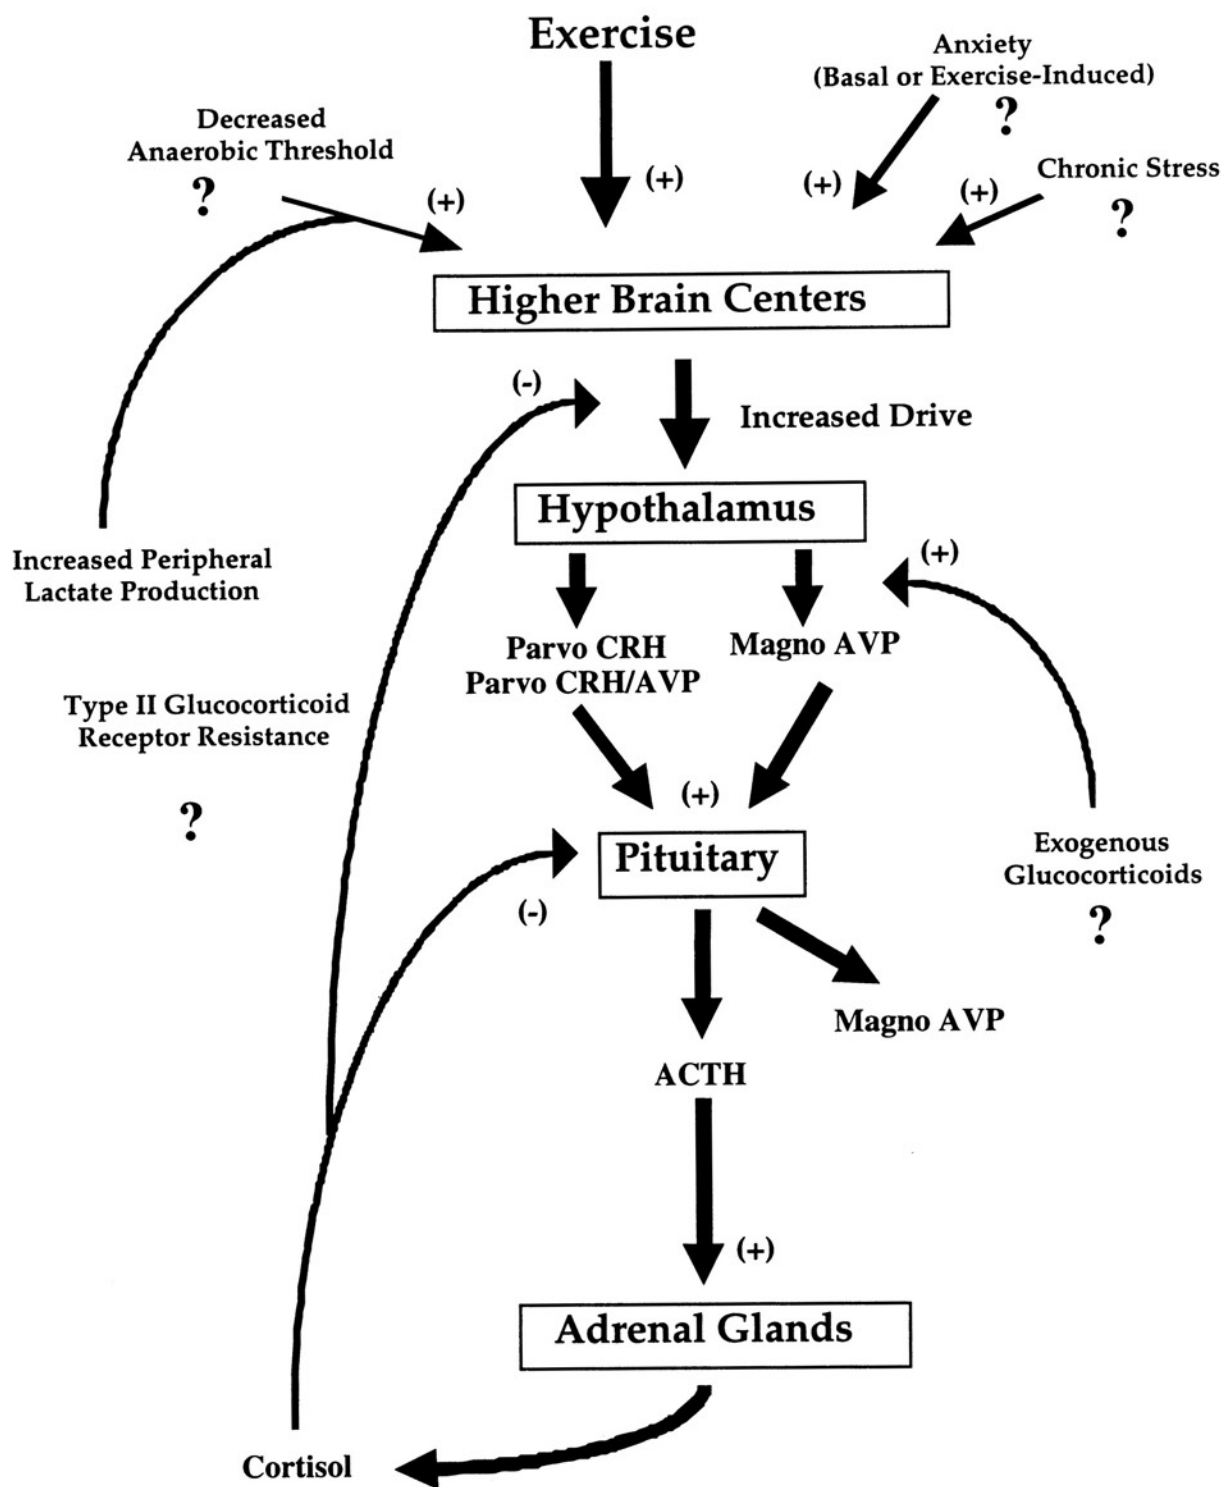 Exercise
Anxiety
(Basal or Exercise-Induced)
?
Decreased
Anaerobic Threshold
?
(+)
(+)
(+)
Chronic Stress
(+)
?
Higher Brain Centers
(-)
Increased Drive
Hypothalamus
Increased Peripheral
Lactate Production
(+)
Parvo CRH
Parvo CRH/AVP
Magno AVP
Type II Glucocorticoid
Receptor Resistance
?
(+)
Pituitary
(-)
Exogenous
Glucocorticoids
?
Magno AVP
ACTH
(+)
Adrenal Glands
Cortisol